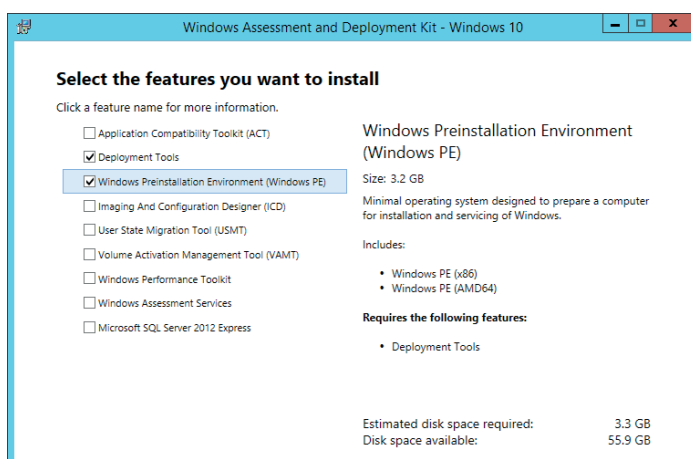 Windows Assessment and Deployment Kit - Windows 10
Select the features you want to install
Click a feature name for more information.
Application Compatibility Toolkit (ACT)
Deployment Tools
Windows Preinstallation Environment (Windows PE)
Imaging And Configuration Designer (ICD)
User State Migration Tool (USMT)
Volume Activation Management Tool (VAMT)
Windows Performance Toolkit
Windows Assessment Services
Microsoft SQL Server 2012 Express
Windows Preinstallation Environment
(Windows PE)
Size: 3.2 GB
Minimal operating system designed to prepare a computer
for installation and servicing of Windows.
Includes:
• Windows PE (x86)
• Windows PE (AMD64)
Requires the following features:
• Deployment Tools
Estimated disk space required: 3.3 GB
Disk space available: 55.9 GB